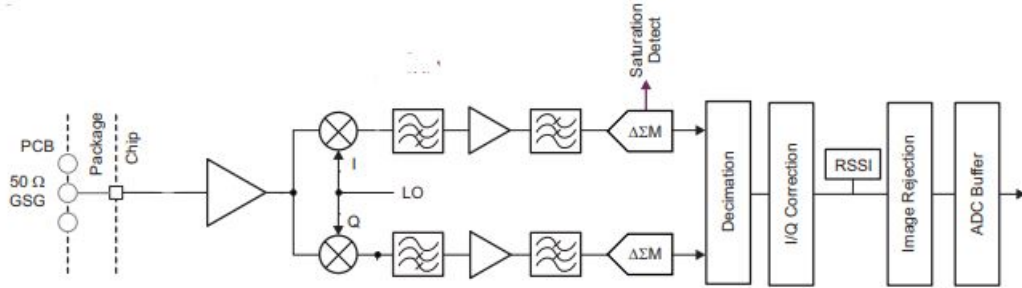 Saturation
Detect
PCB
Package
Chip
50 Ω
GSG
I
LO
Q
ΔΣM
ΔΣM
Decimation
I/Q Correction
RSSI
Image Rejection
ADC Buffer